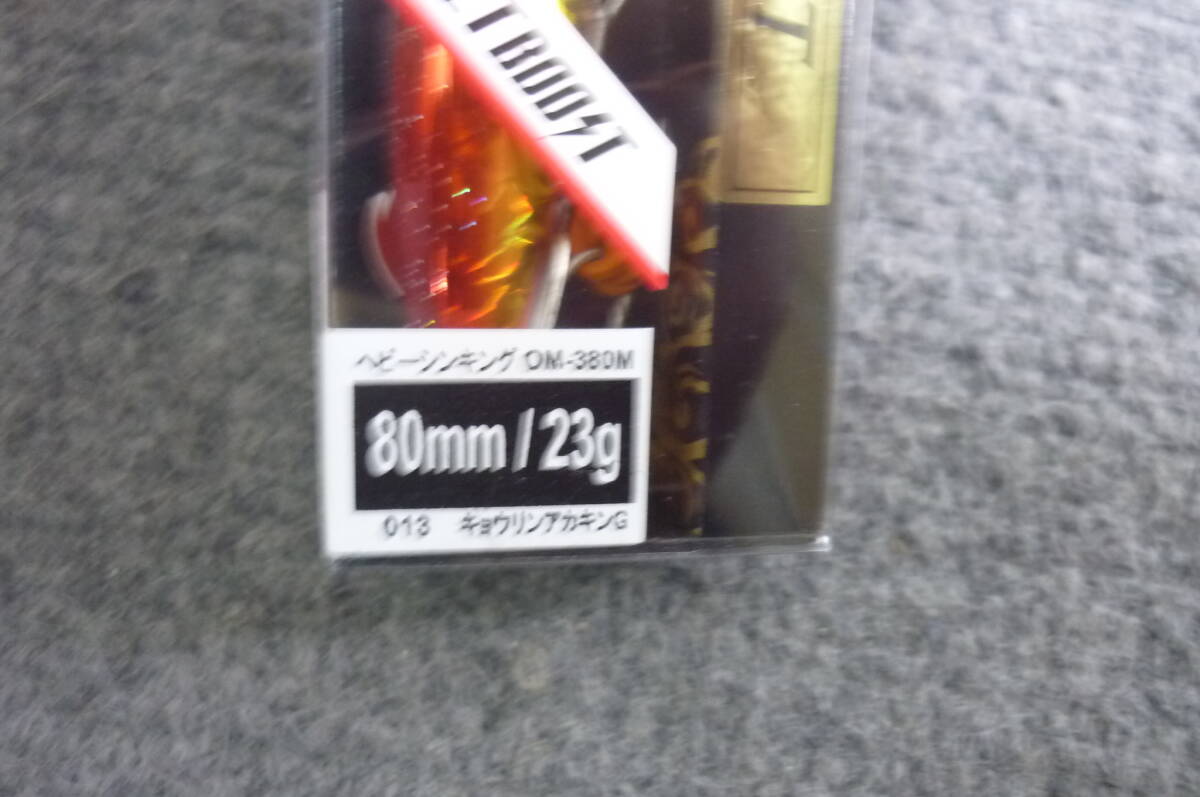 T BOOST
ヘビーシンキング OM-380M
80mm / 23g
013 キョウリンアカキンG